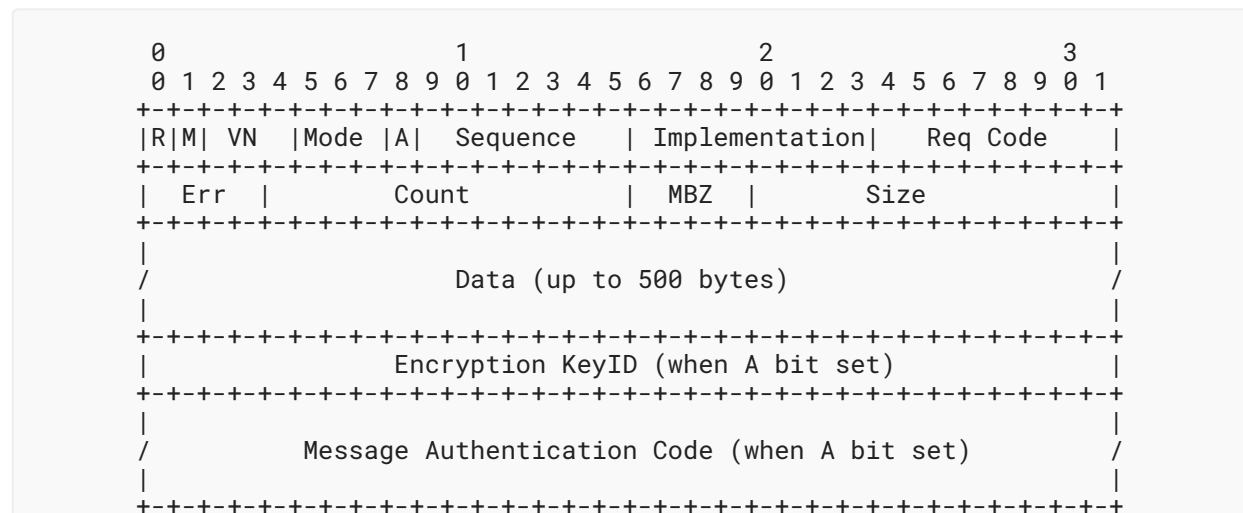 0                   1                   2                   3
 0 1 2 3 4 5 6 7 8 9 0 1 2 3 4 5 6 7 8 9 0 1 2 3 4 5 6 7 8 9 0 1
+-+-+-+-+-+-+-+-+-+-+-+-+-+-+-+-+-+-+-+-+-+-+-+-+-+-+-+-+-+-+-+-+
|R|M| VN  |Mode |A|  Sequence   | Implementation|   Req Code    |
+-+-+-+-+-+-+-+-+-+-+-+-+-+-+-+-+-+-+-+-+-+-+-+-+-+-+-+-+-+-+-+-+
|  Err  |        Count          |  MBZ  |       Size            |
+-+-+-+-+-+-+-+-+-+-+-+-+-+-+-+-+-+-+-+-+-+-+-+-+-+-+-+-+-+-+-+-+
|                                                               |
/                    Data (up to 500 bytes)                     /
|                                                               |
+-+-+-+-+-+-+-+-+-+-+-+-+-+-+-+-+-+-+-+-+-+-+-+-+-+-+-+-+-+-+-+-+
|                Encryption KeyID (when A bit set)              |
+-+-+-+-+-+-+-+-+-+-+-+-+-+-+-+-+-+-+-+-+-+-+-+-+-+-+-+-+-+-+-+-+
|                                                               |
/          Message Authentication Code (when A bit set)         /
|                                                               |
+-+-+-+-+-+-+-+-+-+-+-+-+-+-+-+-+-+-+-+-+-+-+-+-+-+-+-+-+-+-+-+-+